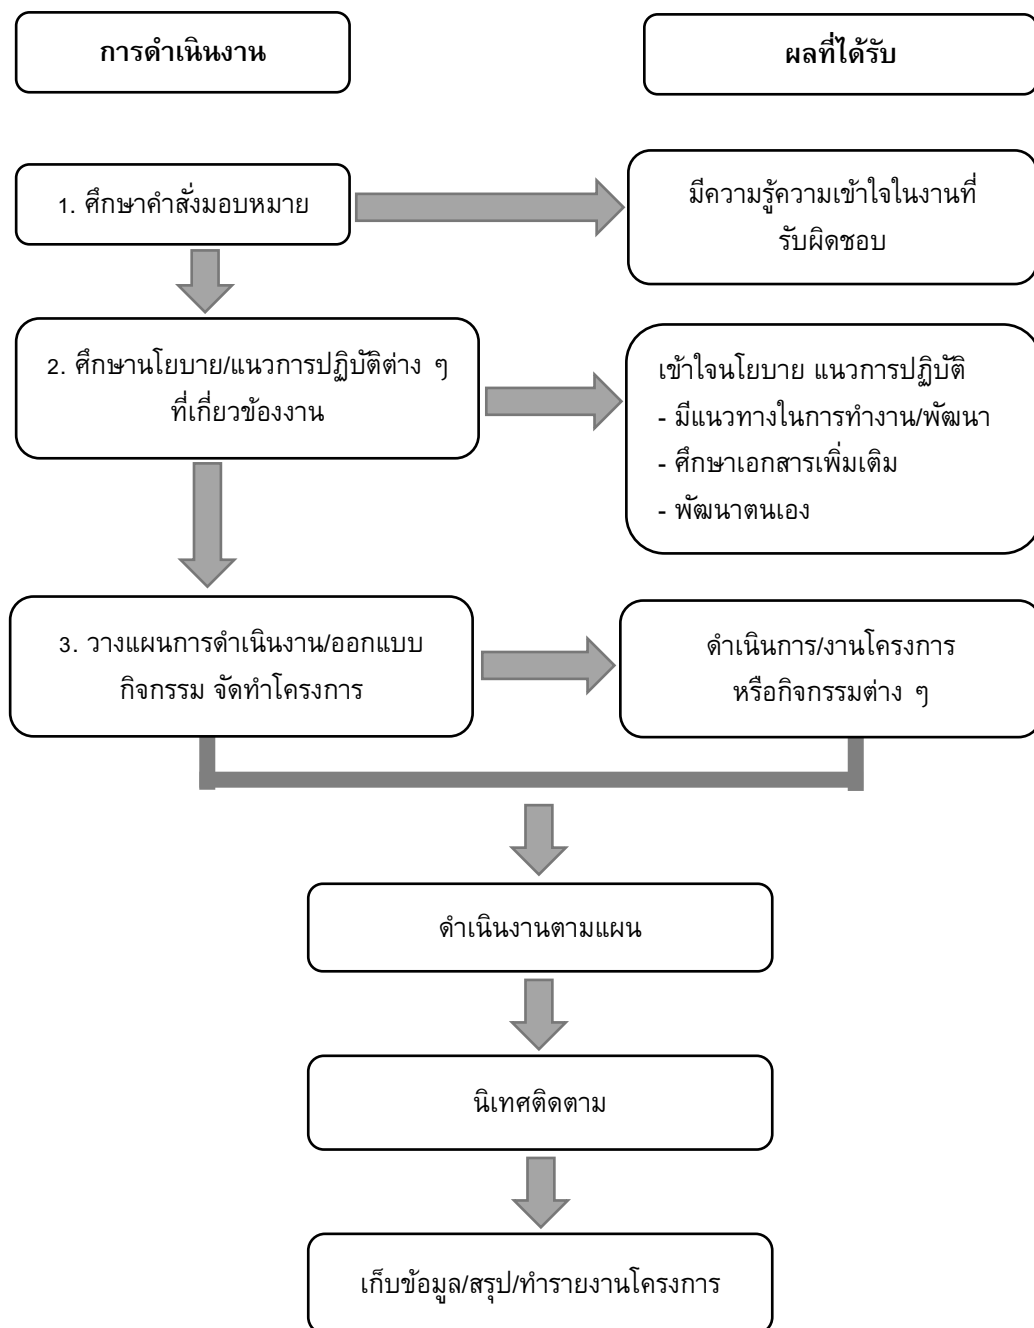 การดำเนินงาน
ผลที่ได้รับ
1. ศึกษาคำสั่งมอบหมาย
มีความรู้ความเข้าใจในงานที่
รับผิดชอบ
2. ศึกษานโยบาย/แนวการปฏิบัติต่าง ๆ
ที่เกี่ยวข้องงาน
เข้าใจนโยบาย แนวการปฏิบัติ
- มีแนวทางในการทำงาน/พัฒนา
- ศึกษาเอกสารเพิ่มเติม
- พัฒนาตนเอง
3. วางแผนการดำเนินงาน/ออกแบบ
กิจกรรม จัดทำโครงการ
ดำเนินการ/งานโครงการ
หรือกิจกรรมต่าง ๆ
ดำเนินงานตามแผน
นิเทศติดตาม
เก็บข้อมูล/สรุป/ทำรายงานโครงการ